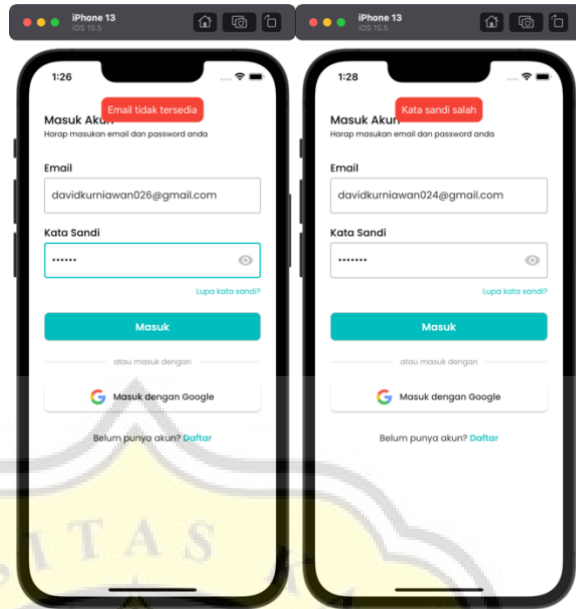 iPhone 13
iOS 15.5
1:26
Email tidak tersedia
Masuk Akun
Harap masukan email dan password anda
Email
davidkurniawan026@gmail.com
Kata Sandi
••••••
Lupa kata sandi?
Masuk
atau masuk dengan
Masuk dengan Google
Belum punya akun? Daftar
iPhone 13
iOS 15.5
1:28
Kata sandi salah
Masuk Akun
Harap masukan email dan password anda
Email
davidkurniawan024@gmail.com
Kata Sandi
•••••••
Lupa kata sandi?
Masuk
atau masuk dengan
Masuk dengan Google
Belum punya akun? Daftar
SITAS